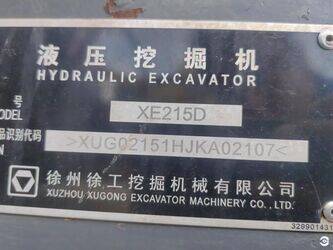 液压挖掘机
HYDRAULIC EXCAVATOR
号
MODEL XE215D
品识别代码
>XUG02151HJKA02107<
徐州徐工挖掘机械有限公司
XUZHOU XUGONG EXCAVATOR MACHINERY CO., LTD.